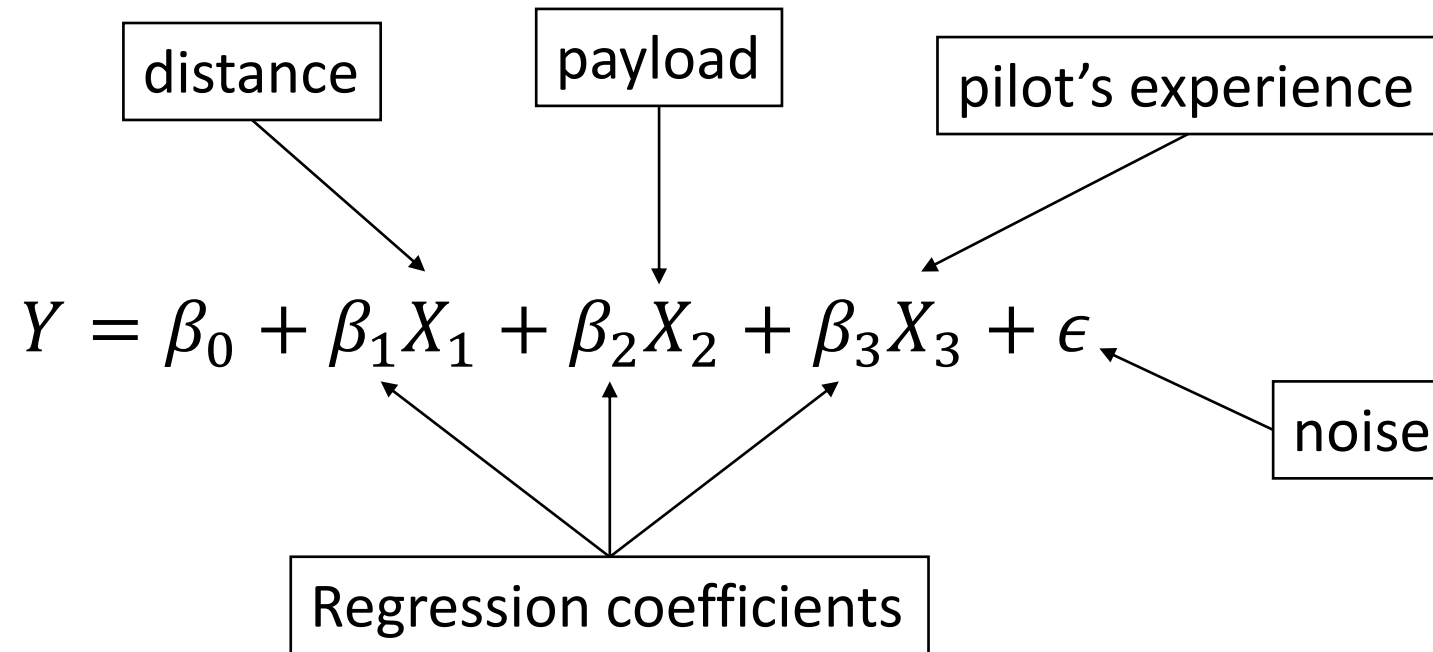 distance
payload
pilot’s experience
𝑌 = 𝛽₀ + 𝛽₁𝑋₁ + 𝛽₂𝑋₂ + 𝛽₃𝑋₃ + 𝜖
noise
Regression coefficients